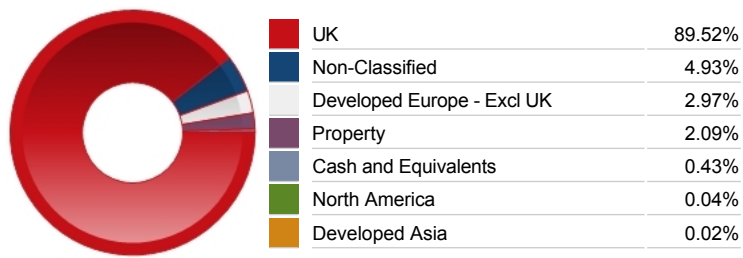 UK 89.52%
Non-Classified 4.93%
Developed Europe - Excl UK 2.97%
Property 2.09%
Cash and Equivalents 0.43%
North America 0.04%
Developed Asia 0.02%